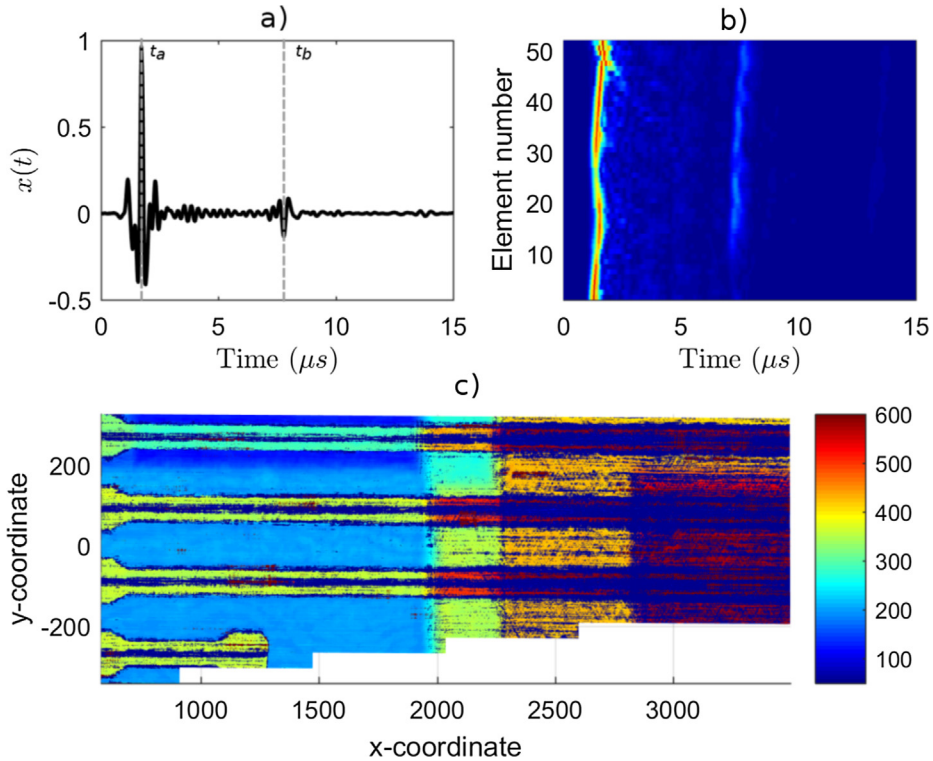 a)
t_a
t_b
1
0.5
0
-0.5
x(t)
0 5 10 15
Time (μs)
b)
50
40
30
20
10
Element number
0 5 10 15
Time (μs)
c)
200
0
-200
y-coordinate
1000 1500 2000 2500 3000
x-coordinate
600
500
400
300
200
100